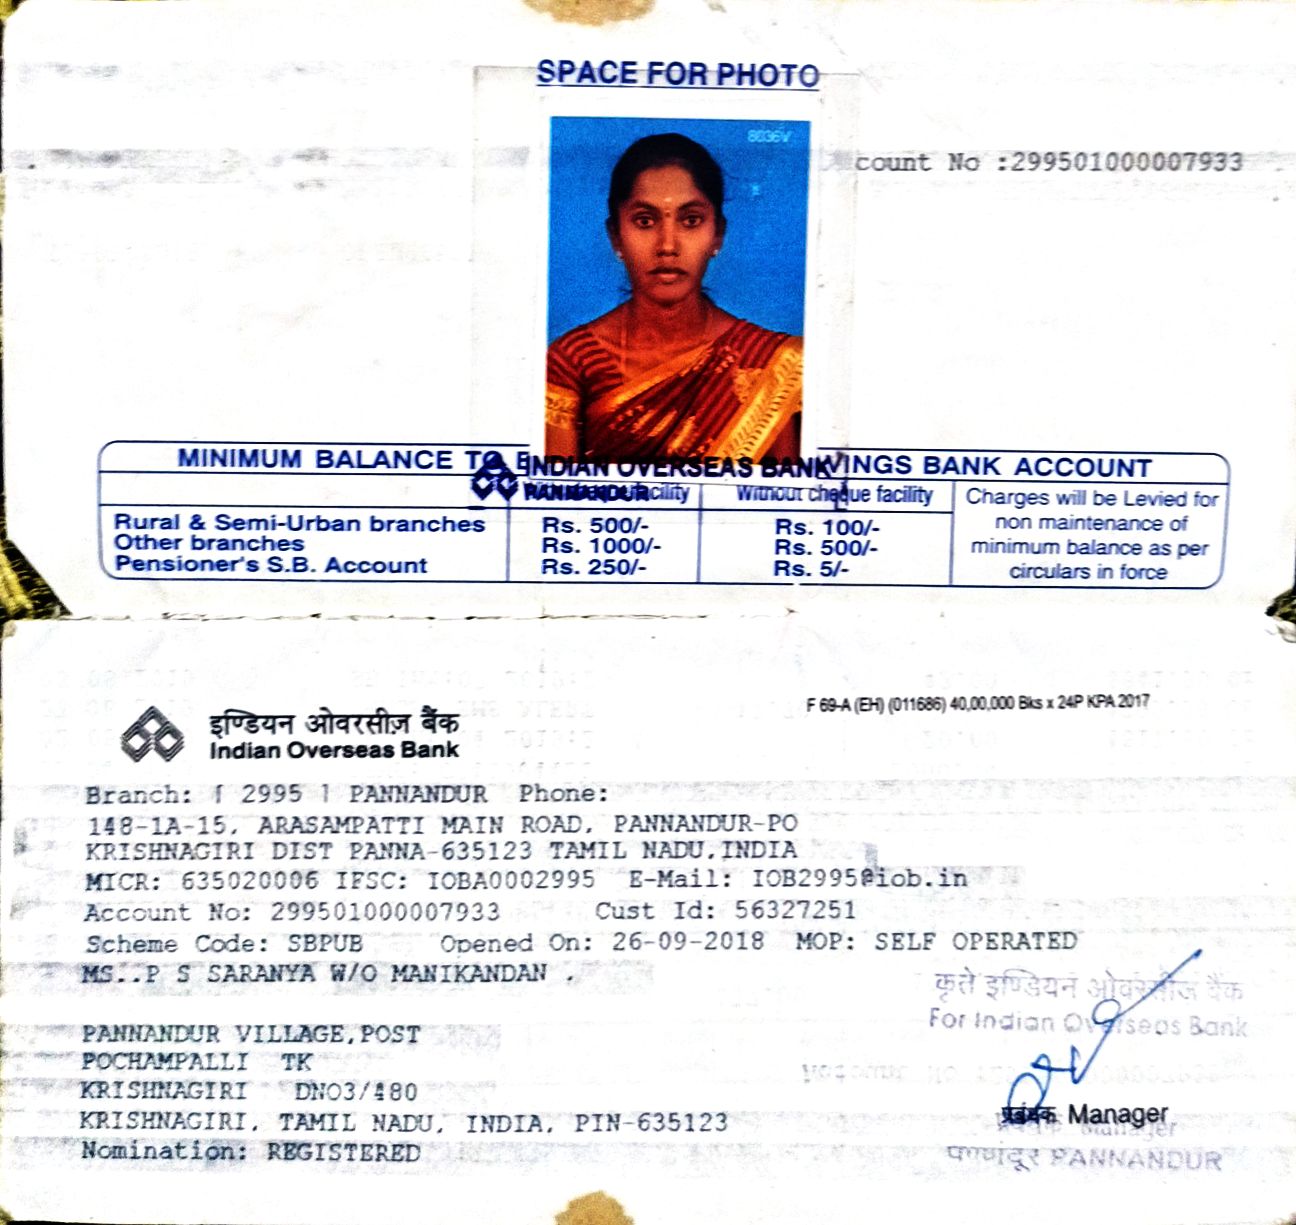 SPACE FOR PHOTO
8036V
count No :299501000007933
MINIMUM BALANCE TO VINGS BANK ACCOUNT
INDIAN OVERSEAS BANK
PANNANDUR
cility Without cheque facility Charges will be Levied for non maintenance of minimum balance as per circulars in force
Rural & Semi-Urban branches Rs. 500/- Rs. 100/-
Other branches Rs. 1000/- Rs. 500/-
Pensioner's S.B. Account Rs. 250/- Rs. 5/-
F 69-A (EH) (011686) 40,00,000 Bks x 24P KPA 2017
इण्डियन ओवरसीज़ बैंक
Indian Overseas Bank
Branch: [ 2995 ] PANNANDUR Phone:
148-1A-15, ARASAMPATTI MAIN ROAD, PANNANDUR-PO
KRISHNAGIRI DIST PANNA-635123 TAMIL NADU,INDIA
MICR: 635020006 IFSC: IOBA0002995 E-Mail: IOB2995@iob.in
Account No: 299501000007933 Cust Id: 56327251
Scheme Code: SBPUB Opened On: 26-09-2018 MOP: SELF OPERATED
MS..P S SARANYA W/O MANIKANDAN .
कृते इण्डियन ओवरसीज बैंक
For Indian Overseas Bank
PANNANDUR VILLAGE,POST
POCHAMPALLI TK
KRISHNAGIRI DNO3/480
KRISHNAGIRI, TAMIL NADU, INDIA, PIN-635123
Nomination: REGISTERED
प्रबंधक Manager
Manager
PANNANDUR